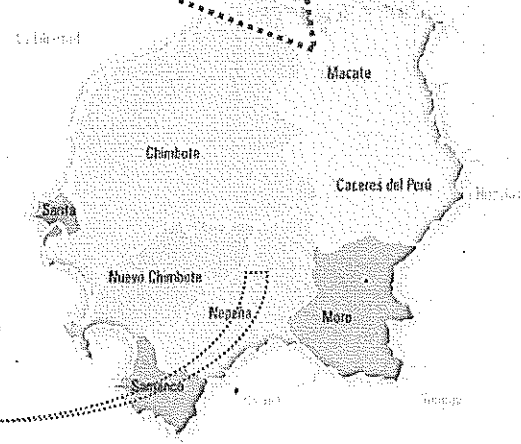 Macate
Chimbote
Caceres del Perú
Santa
Nuevo Chimbote
Nepeña
Moro
Samanco